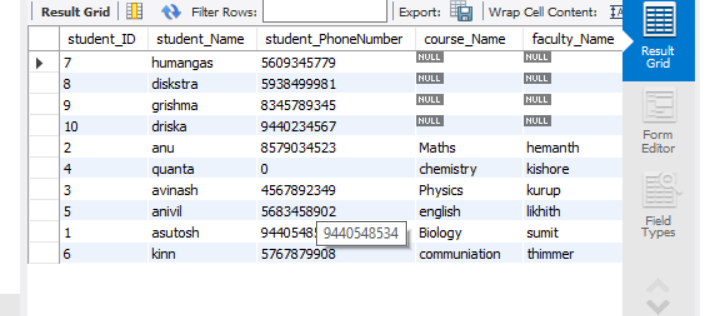 Result Grid Filter Rows: Export: Wrap Cell Content:
student_ID student_Name student_PhoneNumber course_Name faculty_Name
7 humangas 5609345779 NULL NULL
8 diskstra 5938499981 NULL NULL
9 grishma 8345789345 NULL NULL
10 driska 9440234567 NULL NULL
2 anu 8579034523 Maths hemanth
4 quanta 0 chemistry kishore
3 avinash 4567892349 Physics kurup
5 anivil 5683458902 english likhith
1 asutosh 9440548534 Biology sumit
6 kinn 5767879908 communiation thimmer
Result
Grid
Form
Editor
Field
Types